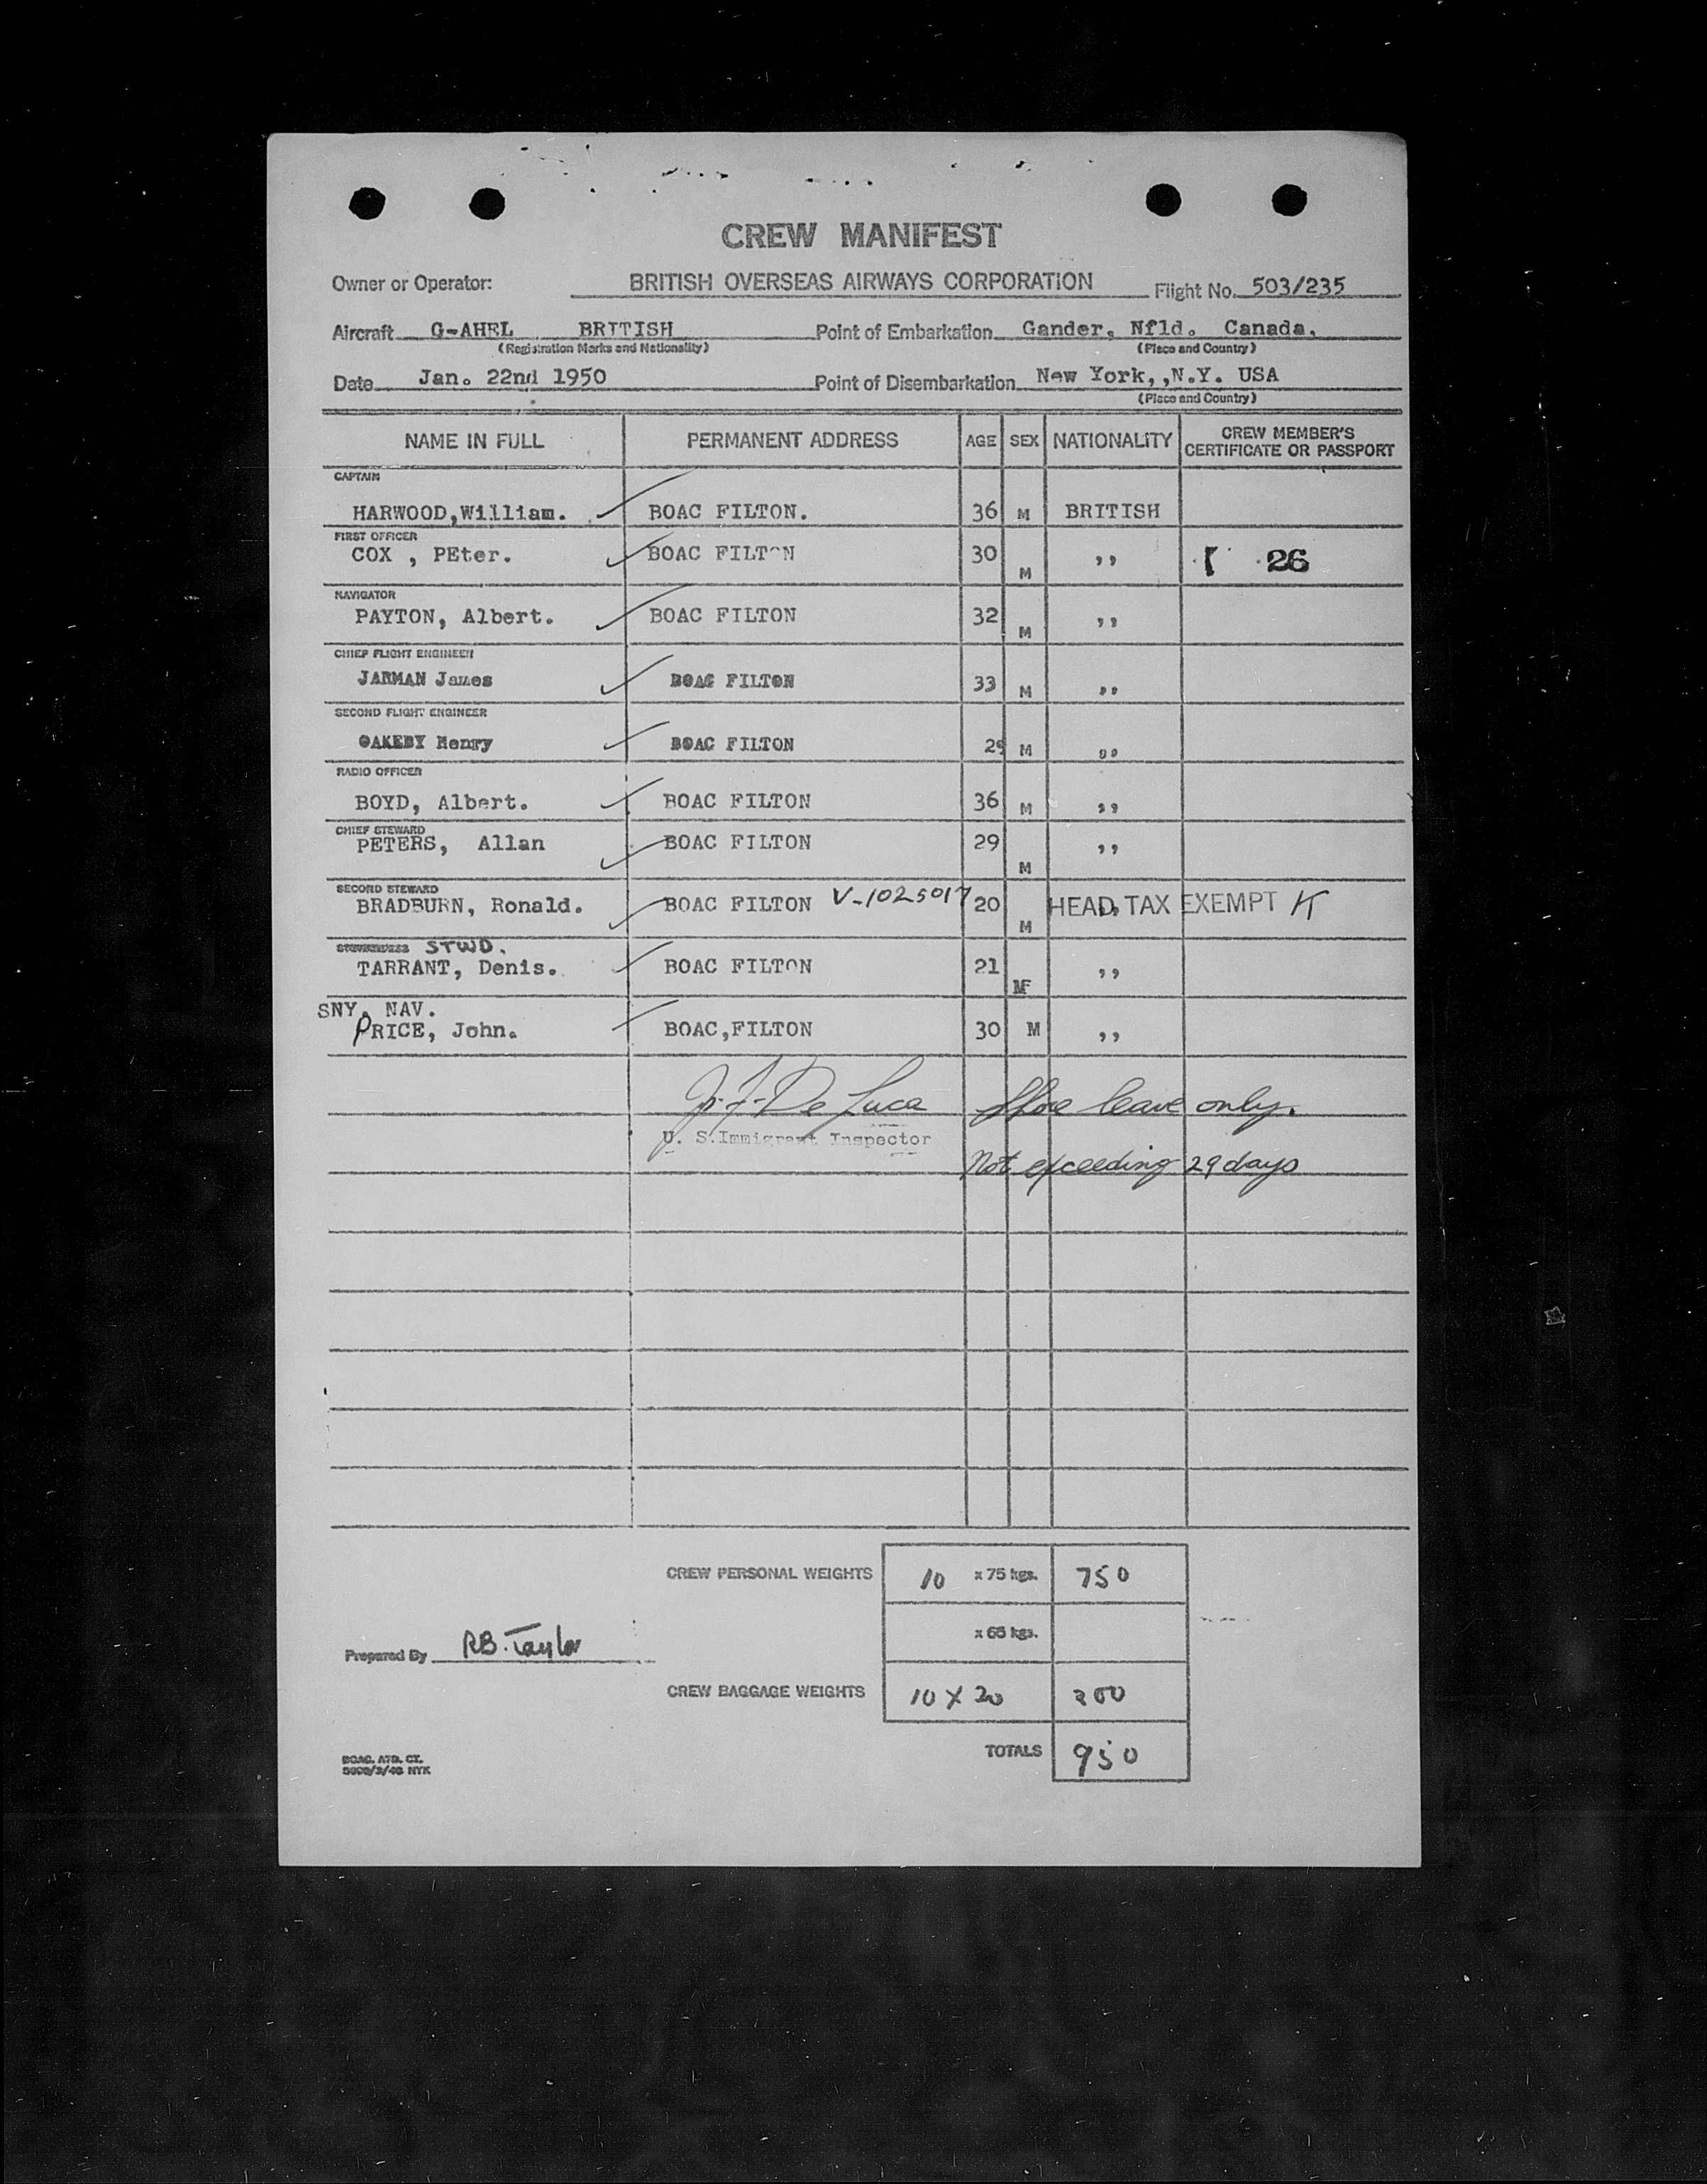 CREW MANIFEST
Owner or Operator: BRITISH OVERSEAS AIRWAYS CORPORATION Flight No. 503/235
Aircraft G-AHEL BRITISH Point of Embarkation Gander, Nfld. Canada.
(Registration Marks and Nationality) (Place and Country)
Date Jan. 22nd 1950 Point of Disembarkation New York,,N.Y. USA
(Place and Country)
NAME IN FULL PERMANENT ADDRESS AGE SEX NATIONALITY CREW MEMBER'S CERTIFICATE OR PASSPORT
CAPTAIN
HARWOOD,William. BOAC FILTON. 36 M BRITISH
FIRST OFFICER
COX , PEter. BOAC FILTON 30 M ,, 26
NAVIGATOR
PAYTON, Albert. BOAC FILTON 32 M ,,
CHIEF FLIGHT ENGINEER
JARMAN James BOAC FILTON 33 M ,,
SECOND FLIGHT ENGINEER
OAKEBY Henry BOAC FILTON 29 M ,,
RADIO OFFICER
BOYD, Albert. BOAC FILTON 36 M ,,
CHIEF STEWARD
PETERS, Allan BOAC FILTON 29 M ,,
SECOND STEWARD
BRADBURN, Ronald. BOAC FILTON V-1025017 20 M ,, HEAD TAX EXEMPT K
STWD.
TARRANT, Denis. BOAC FILTON 21 M ,,
SNY. NAV.
PRICE, John. BOAC,FILTON 30 M ,,
J.J. De Luca Shore leave only.
U. S.Immigrant Inspector
Not exceeding 29 days
CREW PERSONAL WEIGHTS 10 x 75 kgs. 750
x 65 kgs.
Prepared By RB. Taylor
CREW BAGGAGE WEIGHTS 10 X 20 200
TOTALS 950
BOAC. ATD. CT.